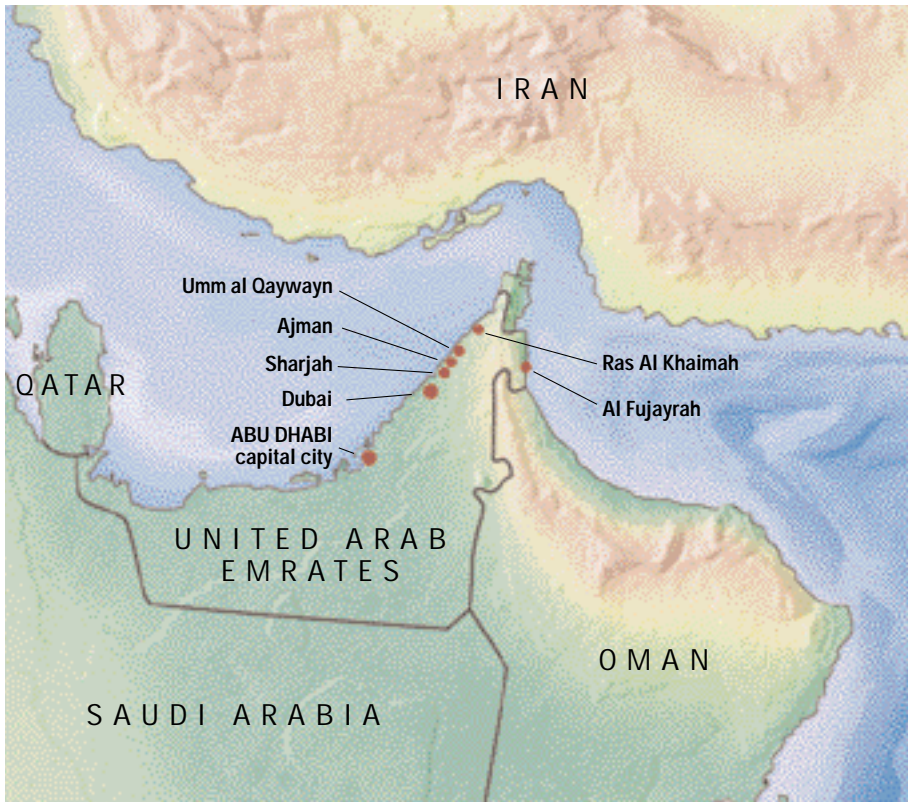 IRAN
Umm al Qaywayn
Ajman
Sharjah
Dubai
ABU DHABI
capital city
Ras Al Khaimah
Al Fujayrah
QATAR
UNITED ARAB
EMRATES
OMAN
SAUDI ARABIA